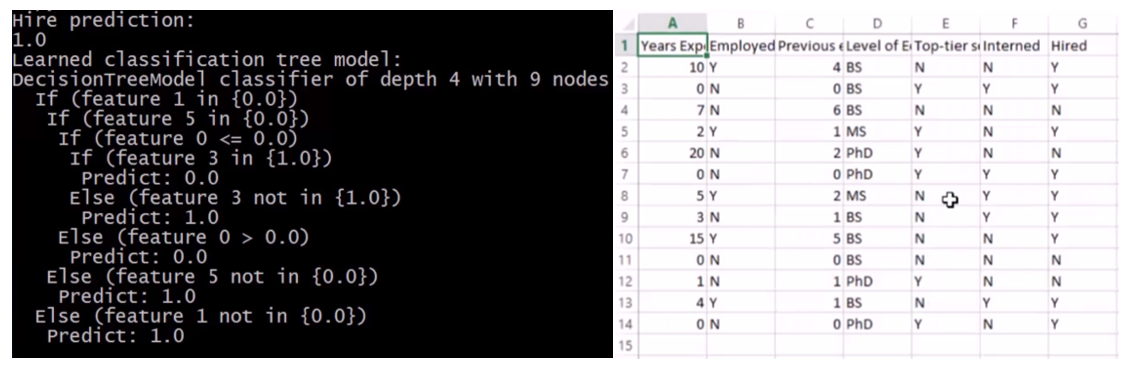 Hire prediction:
1.0
Learned classification tree model:
DecisionTreeModel classifier of depth 4 with 9 nodes
If (feature 1 in {0.0})
If (feature 5 in {0.0})
If (feature 0 <= 0.0)
If (feature 3 in {1.0})
Predict: 0.0
Else (feature 3 not in {1.0})
Predict: 1.0
Else (feature 0 > 0.0)
Predict: 0.0
Else (feature 5 not in {0.0})
Predict: 1.0
Else (feature 1 not in {0.0})
Predict: 1.0
A B C D E F G
1 Years Exp Employed Previous e Level of E Top-tier s Interned Hired
2 10 Y 4 BS N N Y
3 0 N 0 BS Y Y Y
4 7 N 6 BS N N N
5 2 Y 1 MS Y N Y
6 20 N 2 PhD Y N N
7 0 N 0 PhD Y Y Y
8 5 Y 2 MS N Y Y
9 3 N 1 BS N Y Y
10 15 Y 5 BS N N Y
11 0 N 0 BS N N N
12 1 N 1 PhD Y N N
13 4 Y 1 BS N Y Y
14 0 N 0 PhD Y N Y
15